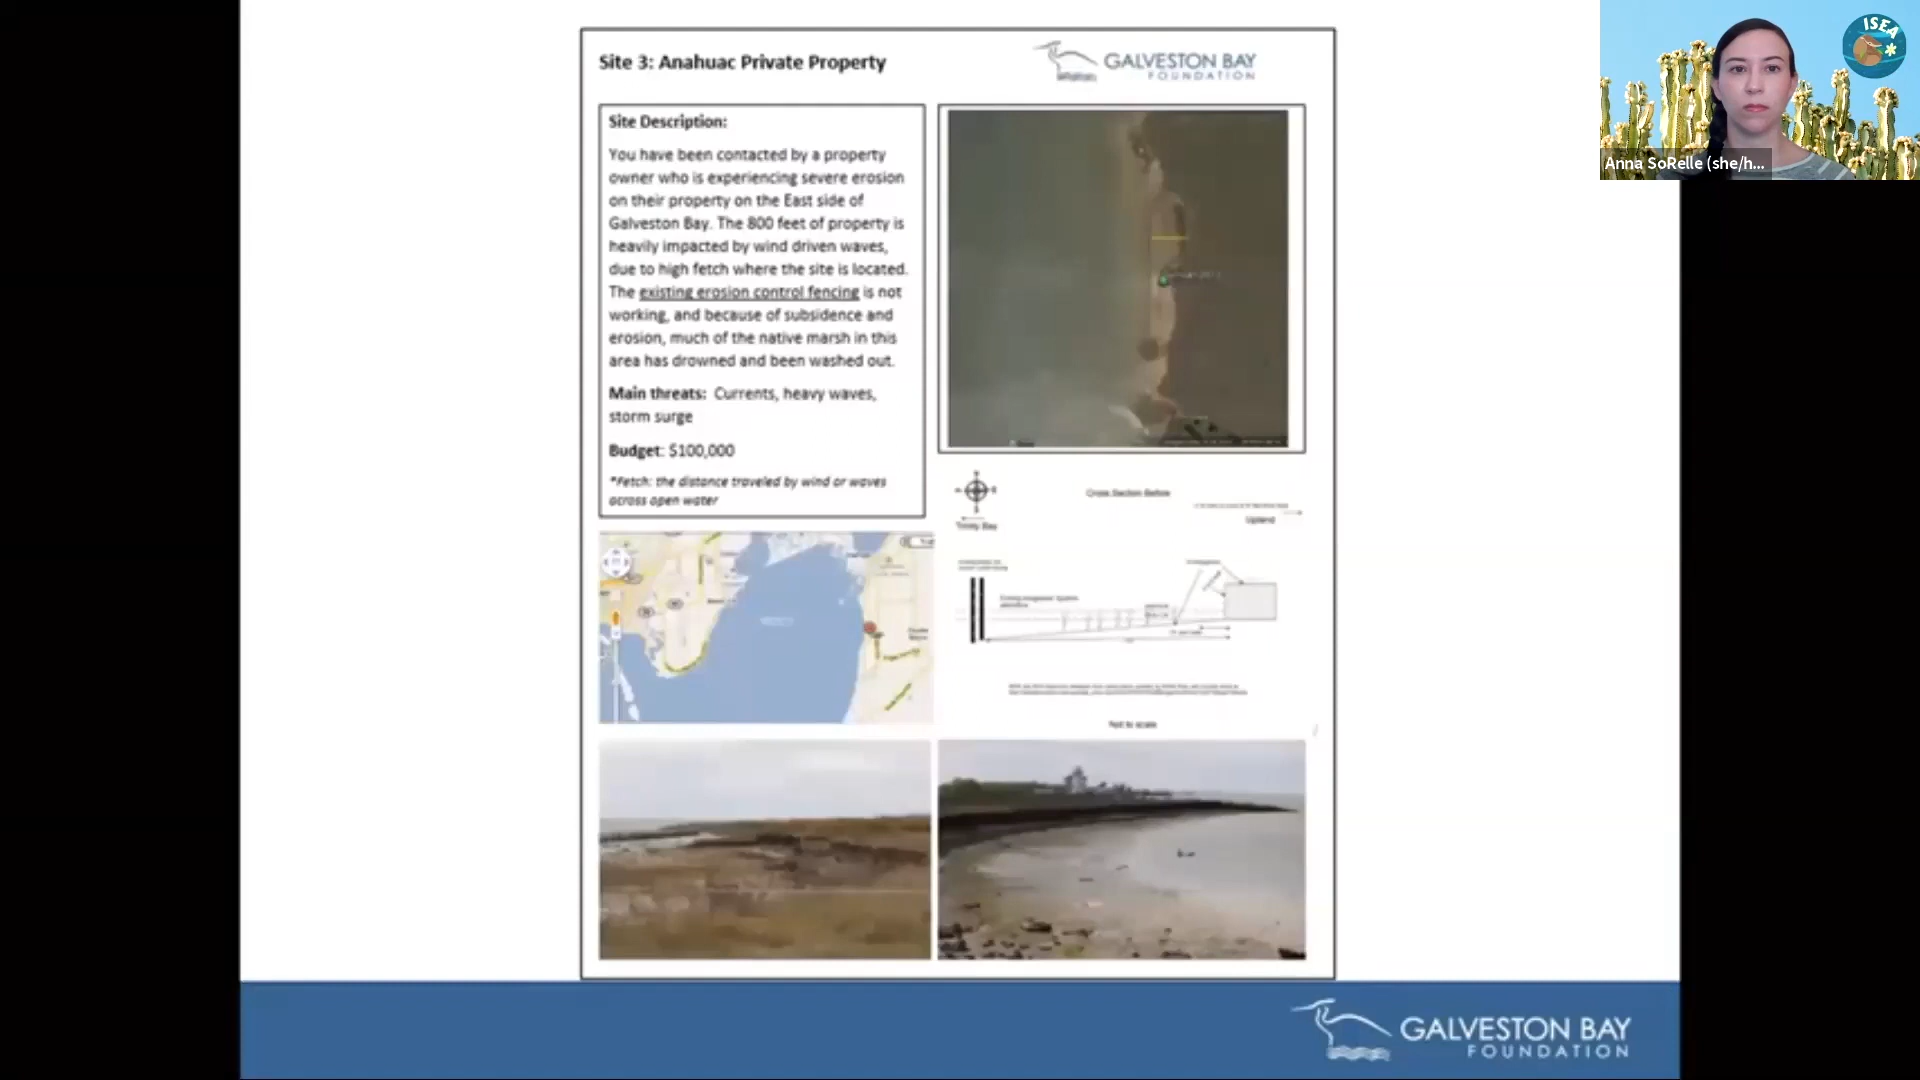 Site 3: Anahuac Private Property
GALVESTON BAY
FOUNDATION
Site Description:
You have been contacted by a property
owner who is experiencing severe erosion
on their property on the East side of
Galveston Bay. The 800 feet of property is
heavily impacted by wind driven waves,
due to high fetch where the site is located.
The existing erosion control fencing is not
working, and because of subsidence and
erosion, much of the native marsh in this
area has drowned and been washed out.
Main threats: Currents, heavy waves,
storm surge
Budget: $100,000
*Fetch: the distance traveled by wind or waves
across open water
Cross Section Before
Upland
Trinity Bay
Not to scale
ISEA
Anna SoRelle (she/h...
GALVESTON BAY
FOUNDATION